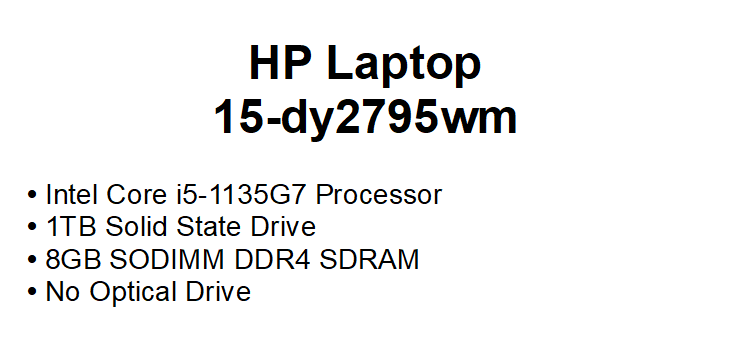 HP Laptop
15-dy2795wm
• Intel Core i5-1135G7 Processor
• 1TB Solid State Drive
• 8GB SODIMM DDR4 SDRAM
• No Optical Drive